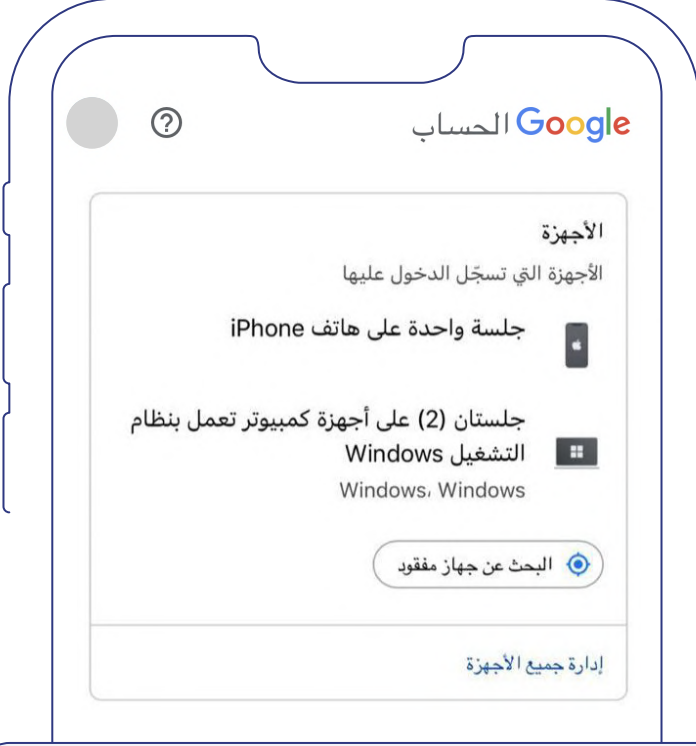 Google الحساب
الأجهزة
الأجهزة التي تسجّل الدخول عليها
جلسة واحدة على هاتف iPhone
جلستان (2) على أجهزة كمبيوتر تعمل بنظام
التشغيل Windows
Windows، Windows
البحث عن جهاز مفقود
إدارة جميع الأجهزة